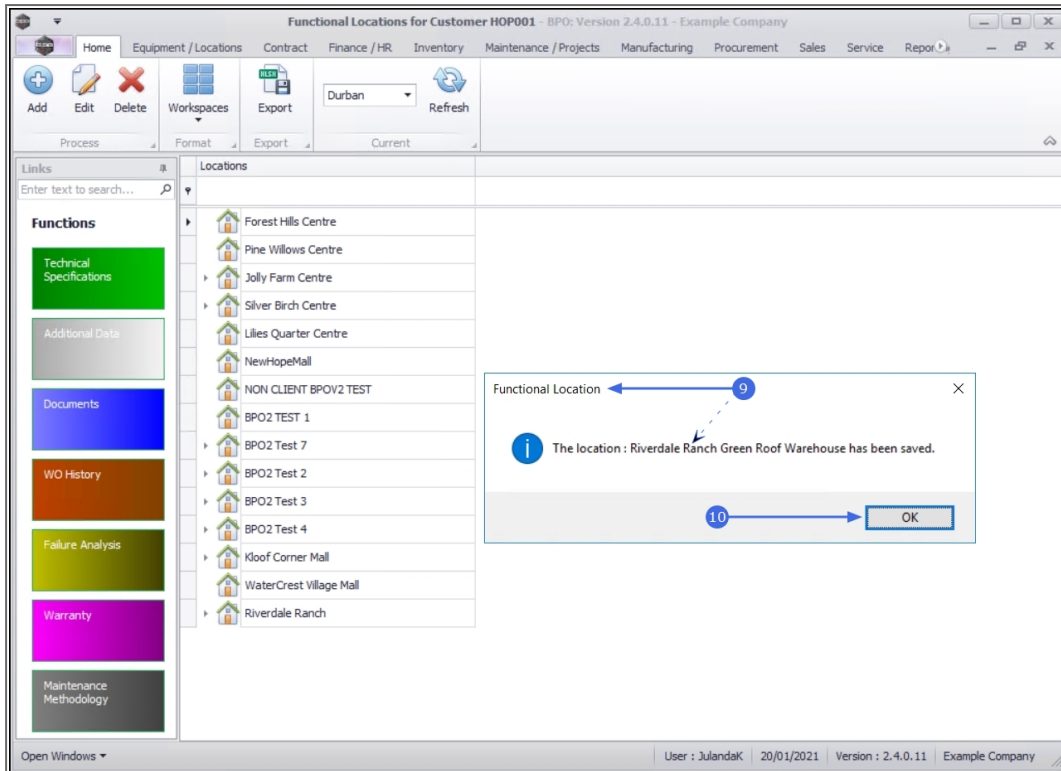 Functional Locations for Customer HOP001 - BPO: Version 2.4.0.11 - Example Company
Home Equipment / Locations Contract Finance / HR Inventory Maintenance / Projects Manufacturing Procurement Sales Service
Add Edit Delete Workspaces Export Durban Refresh
Process Format Export Current
Links
Enter text to search...
Functions
Technical
Specifications
Additional Data
Documents
WO History
Failure Analysis
Warranty
Maintenance
Methodology
Locations
Forest Hills Centre
Pine Willows Centre
Jolly Farm Centre
Silver Birch Centre
Lilies Quarter Centre
NewHopeMall
NON CLIENT BPOV2 TEST
BPO2 TEST 1
BPO2 Test 7
BPO2 Test 2
BPO2 Test 3
BPO2 Test 4
Kloof Corner Mall
WaterCrest Village Mall
Riverdale Ranch
Functional Location 9
The location : Riverdale Ranch Green Roof Warehouse has been saved.
10 OK
Open Windows User : JulandaK 20/01/2021 Version : 2.4.0.11 Example Company